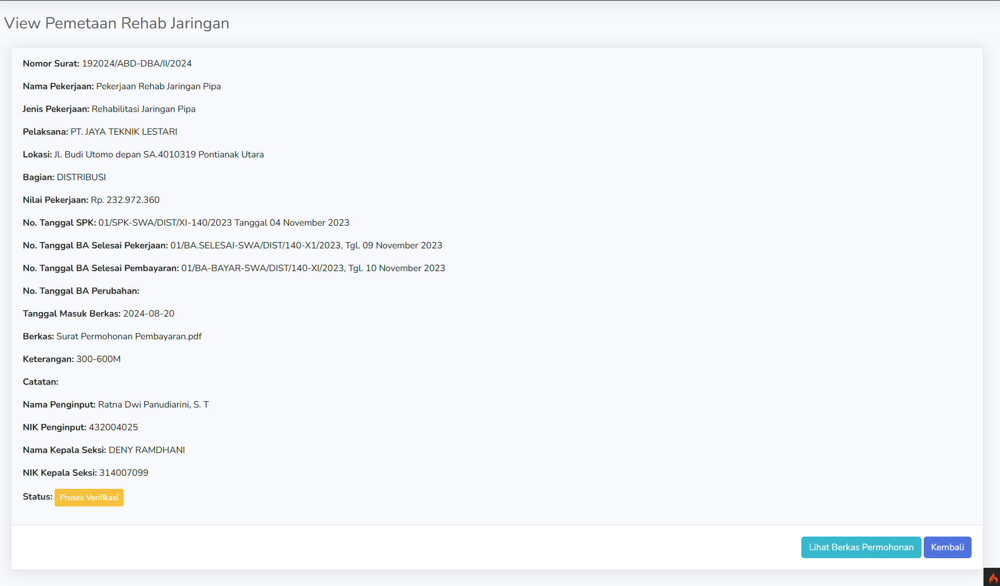 View Pemetaan Rehab Jaringan
Nomor Surat: 192024/ABD-DBA/II/2024
Nama Pekerjaan: Pekerjaan Rehab Jaringan Pipa
Jenis Pekerjaan: Rehabilitasi Jaringan Pipa
Pelaksana: PT. JAYA TEKNIK LESTARI
Lokasi: Jl. Budi Utomo depan SA.4010319 Pontianak Utara
Bagian: DISTRIBUSI
Nilai Pekerjaan: Rp. 232.972.360
No. Tanggal SPK: 01/SPK-SWA/DIST/XI-140/2023 Tanggal 04 November 2023
No. Tanggal BA Selesai Pekerjaan: 01/BA.SELESAI-SWA/DIST/140-X1/2023, Tgl. 09 November 2023
No. Tanggal BA Selesai Pembayaran: 01/BA-BAYAR-SWA/DIST/140-XI/2023, Tgl. 10 November 2023
No. Tanggal BA Perubahan:
Tanggal Masuk Berkas: 2024-08-20
Berkas: Surat Permohonan Pembayaran.pdf
Keterangan: 300-600M
Catatan:
Nama Penginput: Ratna Dwi Panudiarini, S. T
NIK Penginput: 432004025
Nama Kepala Seksi: DENY RAMDHANI
NIK Kepala Seksi: 314007099
Status: Proses Verifikasi
Lihat Berkas Permohonan Kembali